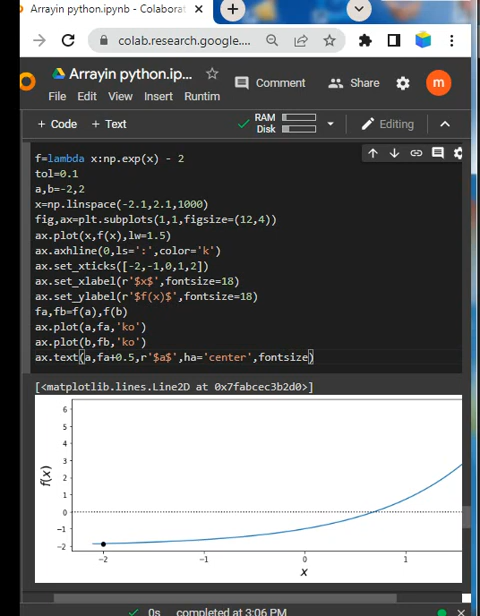 Arrayin python.ipynb - Colaborat
colab.research.google....
Arrayin python.ip...
Comment
Share
m
File Edit View Insert Runtim
+ Code + Text
RAM
Disk
Editing
f=lambda x:np.exp(x) - 2
tol=0.1
a,b=-2,2
x=np.linspace(-2.1,2.1,1000)
fig,ax=plt.subplots(1,1,figsize=(12,4))
ax.plot(x,f(x),lw=1.5)
ax.axhline(0,ls=':',color='k')
ax.set_xticks([-2,-1,0,1,2])
ax.set_xlabel(r'$x$',fontsize=18)
ax.set_ylabel(r'$f(x)$',fontsize=18)
fa,fb=f(a),f(b)
ax.plot(a,fa,'ko')
ax.plot(b,fb,'ko')
ax.text(a,fa+0.5,r'$a$',ha='center',fontsize)
[<matplotlib.lines.Line2D at 0x7fabcec3b2d0>]
6
5
4
3
2
1
0
−1
−2
f(x)
−2 −1 0 1
x
0s completed at 3:06 PM